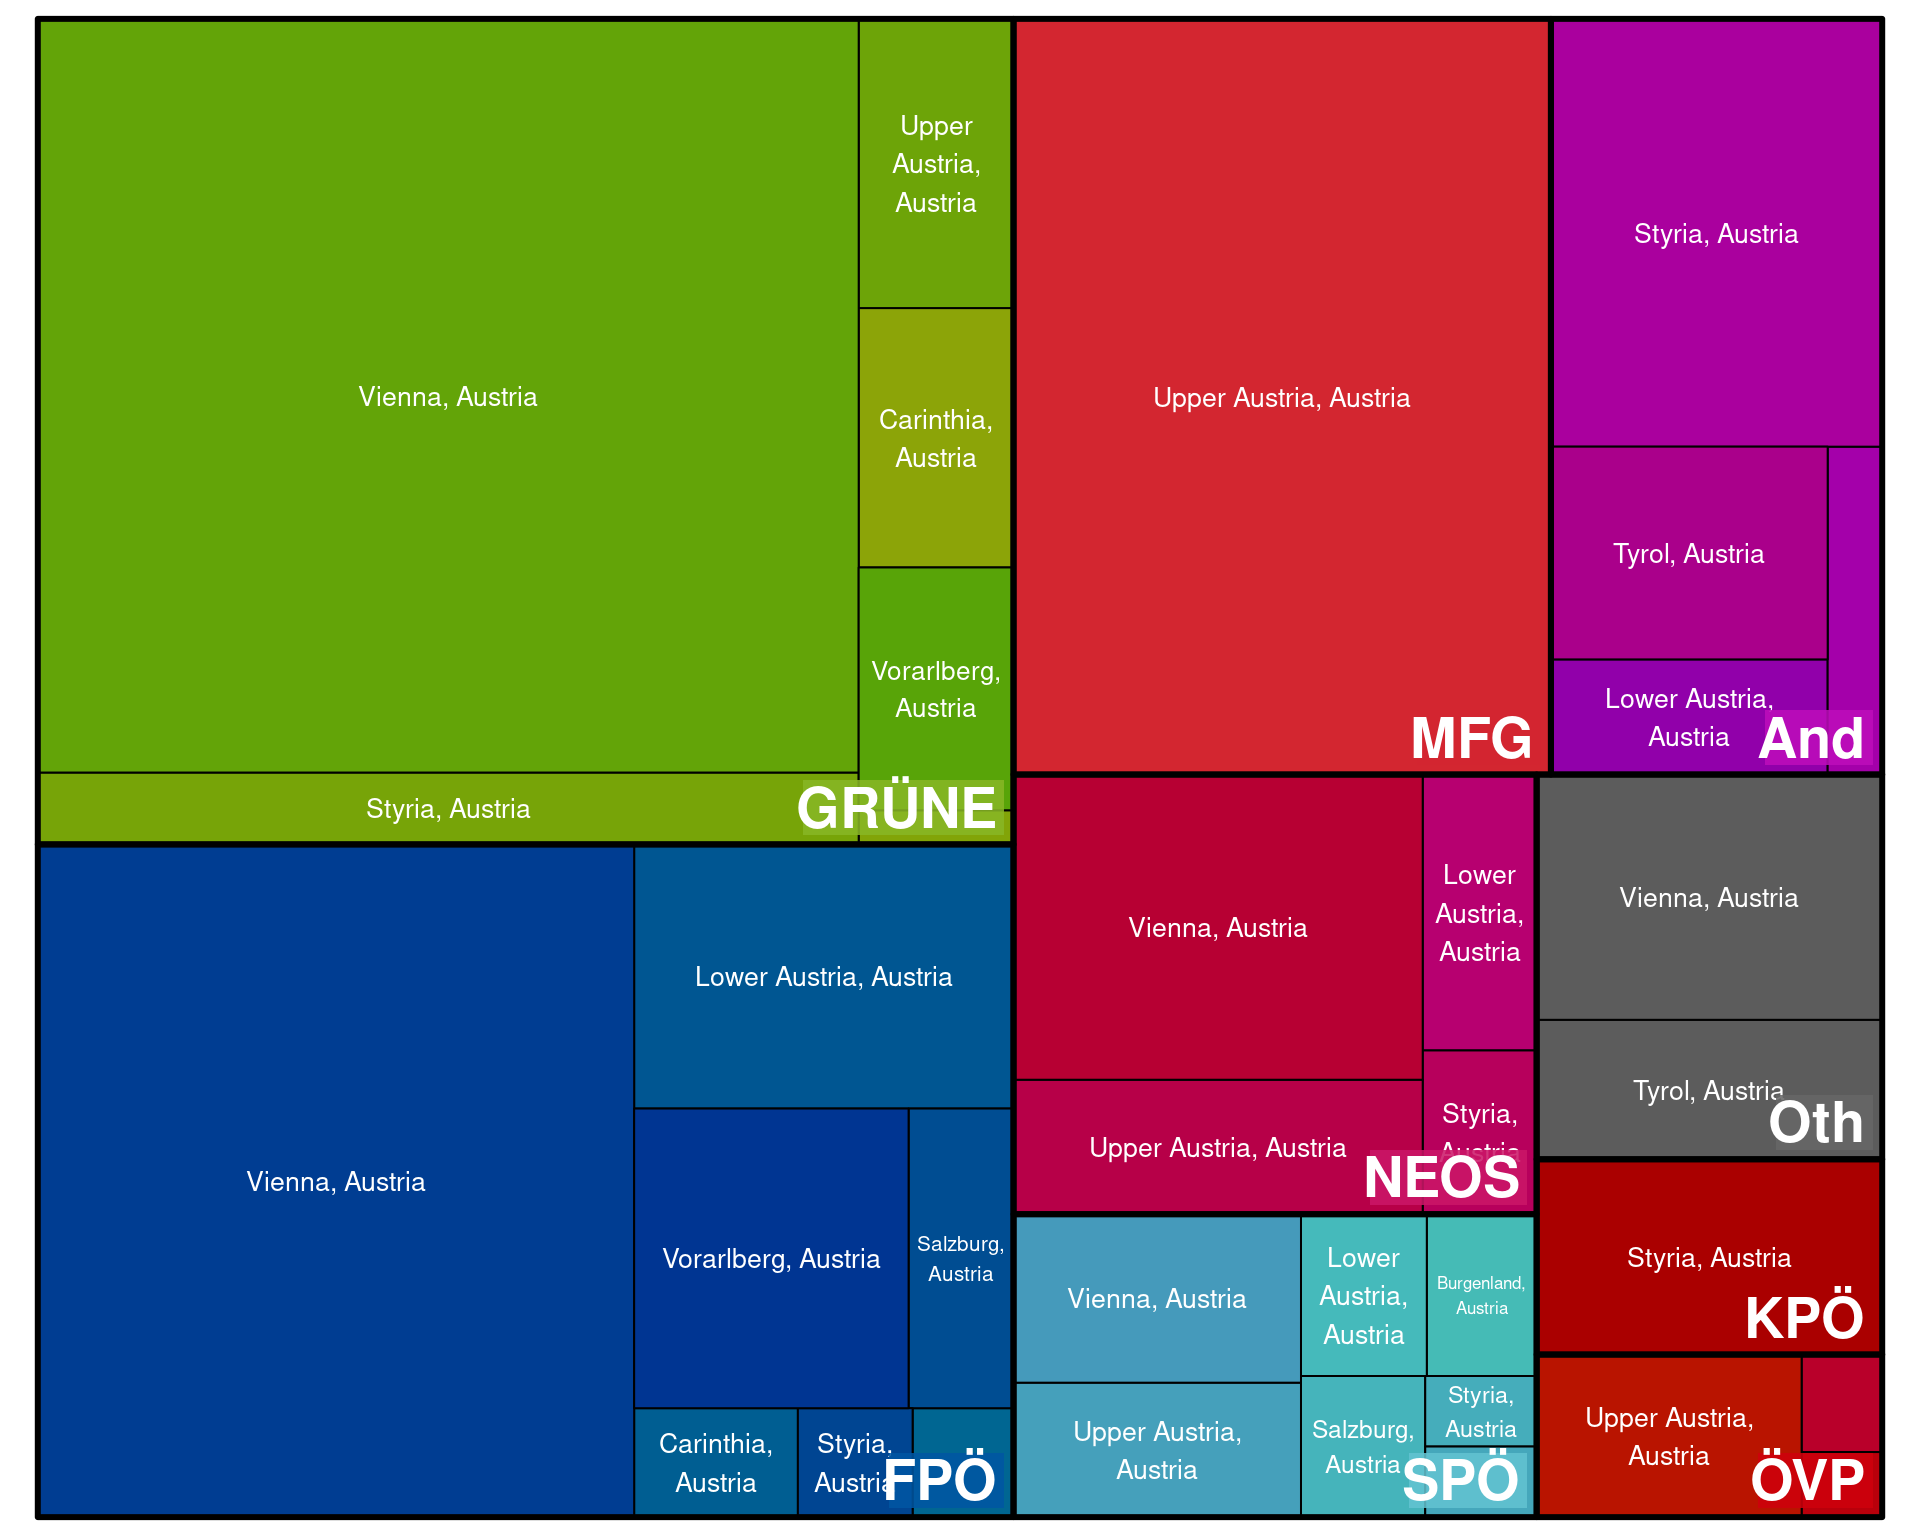 Vienna, Austria
Upper
Austria,
Austria
Carinthia,
Austria
Vorarlberg,
Austria
Styria, Austria
GRÜNE
Upper Austria, Austria
MFG
Styria, Austria
Tyrol, Austria
Lower Austria,
Austria
And
Vienna, Austria
Lower Austria, Austria
Vorarlberg, Austria
Salzburg,
Austria
Carinthia,
Austria
Styria,
Austria
FPÖ
Vienna, Austria
Lower
Austria,
Austria
Upper Austria, Austria
Styria,
Austria
NEOS
Vienna, Austria
Lower
Austria,
Austria
Burgenland,
Austria
Upper Austria,
Austria
Salzburg,
Austria
Styria,
Austria
SPÖ
Vienna, Austria
Tyrol, Austria
Oth
Styria, Austria
KPÖ
Upper Austria,
Austria
ÖVP